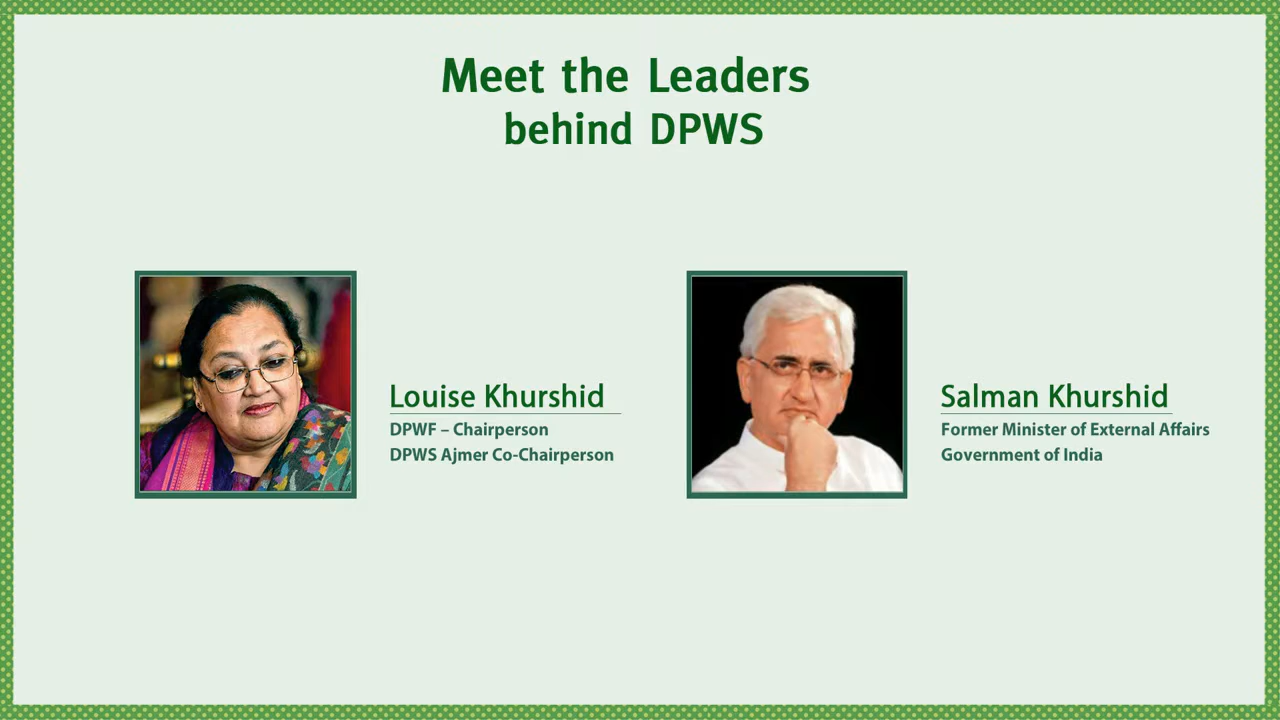 Meet the Leaders
behind DPWS
Louise Khurshid
DPWF – Chairperson
DPWS Ajmer Co-Chairperson
Salman Khurshid
Former Minister of External Affairs
Government of India